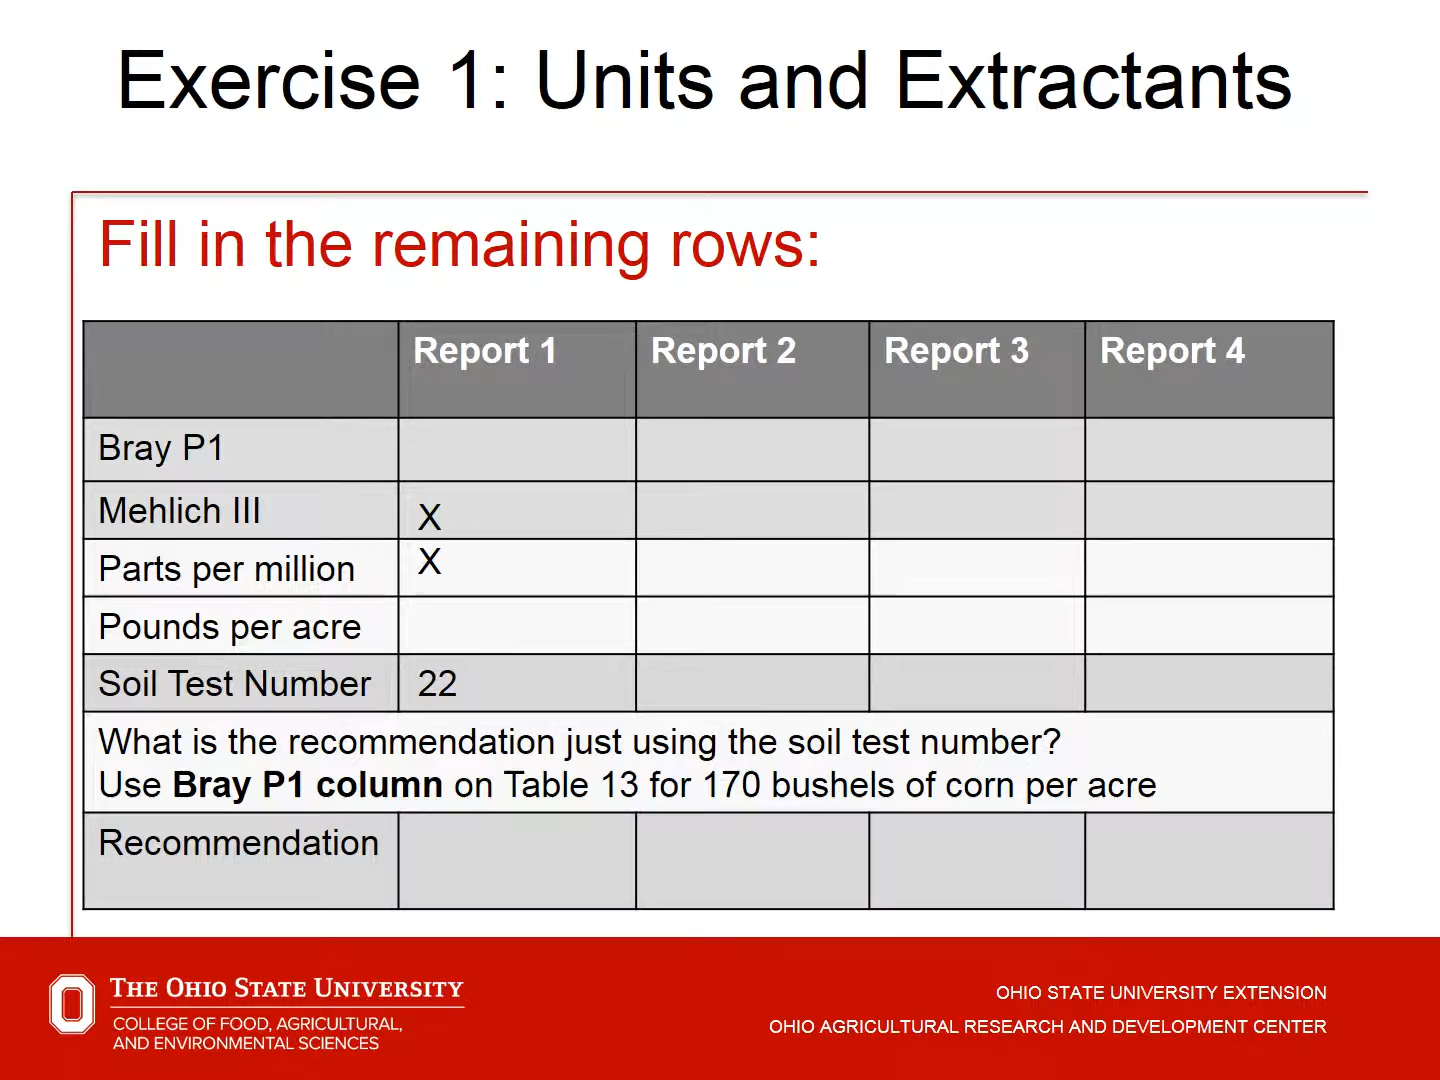 Exercise 1: Units and Extractants
Fill in the remaining rows:
Report 1 Report 2 Report 3 Report 4
Bray P1
Mehlich III X
Parts per million X
Pounds per acre
Soil Test Number 22
What is the recommendation just using the soil test number?
Use Bray P1 column on Table 13 for 170 bushels of corn per acre
Recommendation
THE OHIO STATE UNIVERSITY
COLLEGE OF FOOD, AGRICULTURAL,
AND ENVIRONMENTAL SCIENCES
OHIO STATE UNIVERSITY EXTENSION
OHIO AGRICULTURAL RESEARCH AND DEVELOPMENT CENTER